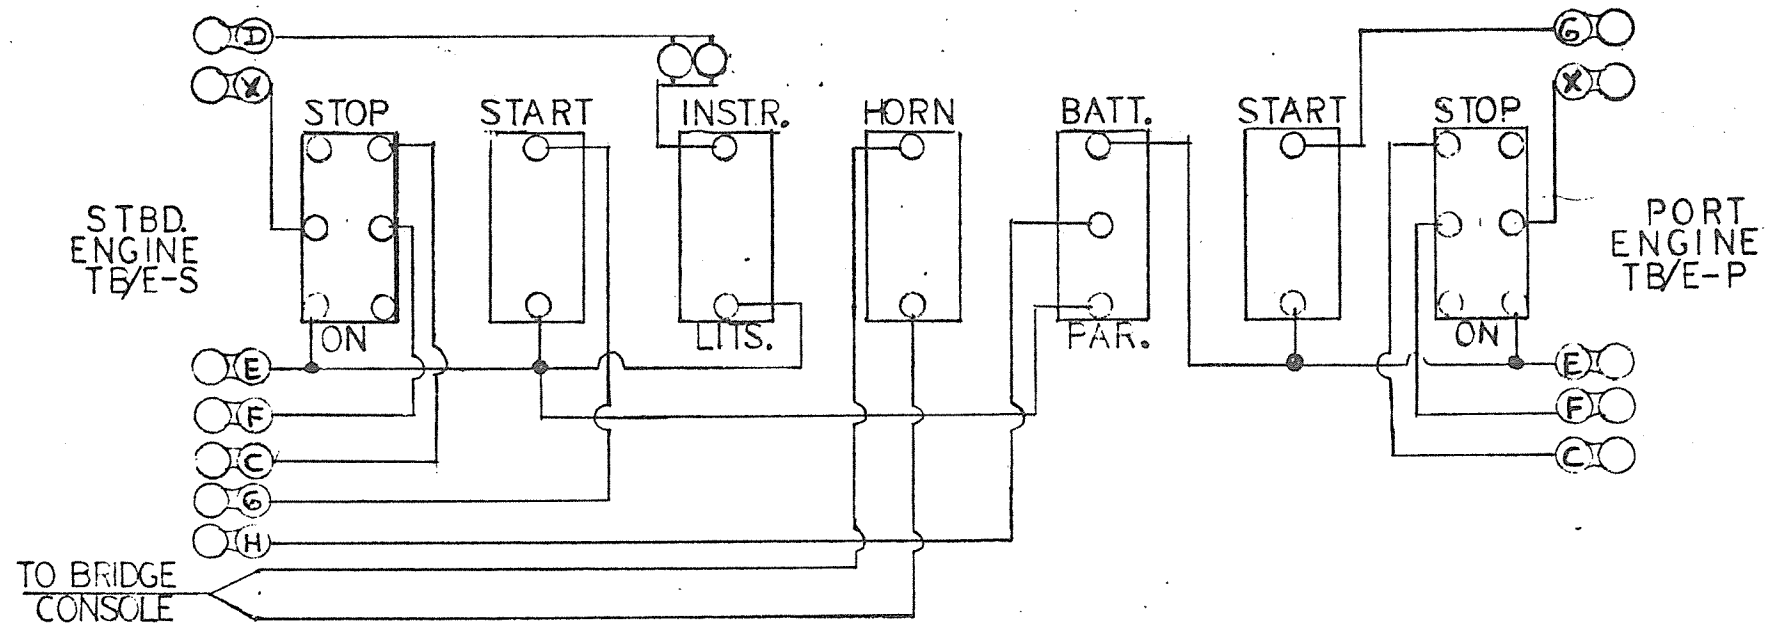 D
G
X
X
STOP
START
INSTR.
HORN
BATT.
START
STOP
STBD.
ENGINE
TB/E-S
PORT
ENGINE
TB/E-P
ON
LITS.
PAR.
ON
E
E
F
F
C
C
G
H
TO BRIDGE
CONSOLE